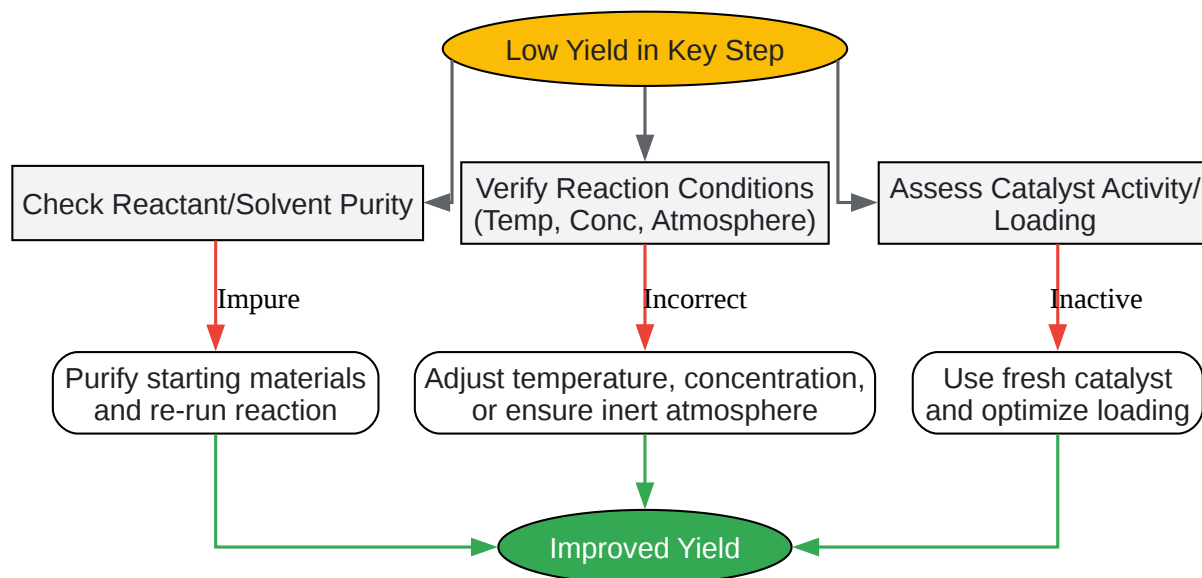 Low Yield in Key Step
Check Reactant/Solvent Purity
Verify Reaction Conditions
(Temp, Conc, Atmosphere)
Assess Catalyst Activity/
Loading
Impure
Incorrect
Inactive
Purify starting materials
and re-run reaction
Adjust temperature, concentration,
or ensure inert atmosphere
Use fresh catalyst
and optimize loading
Improved Yield